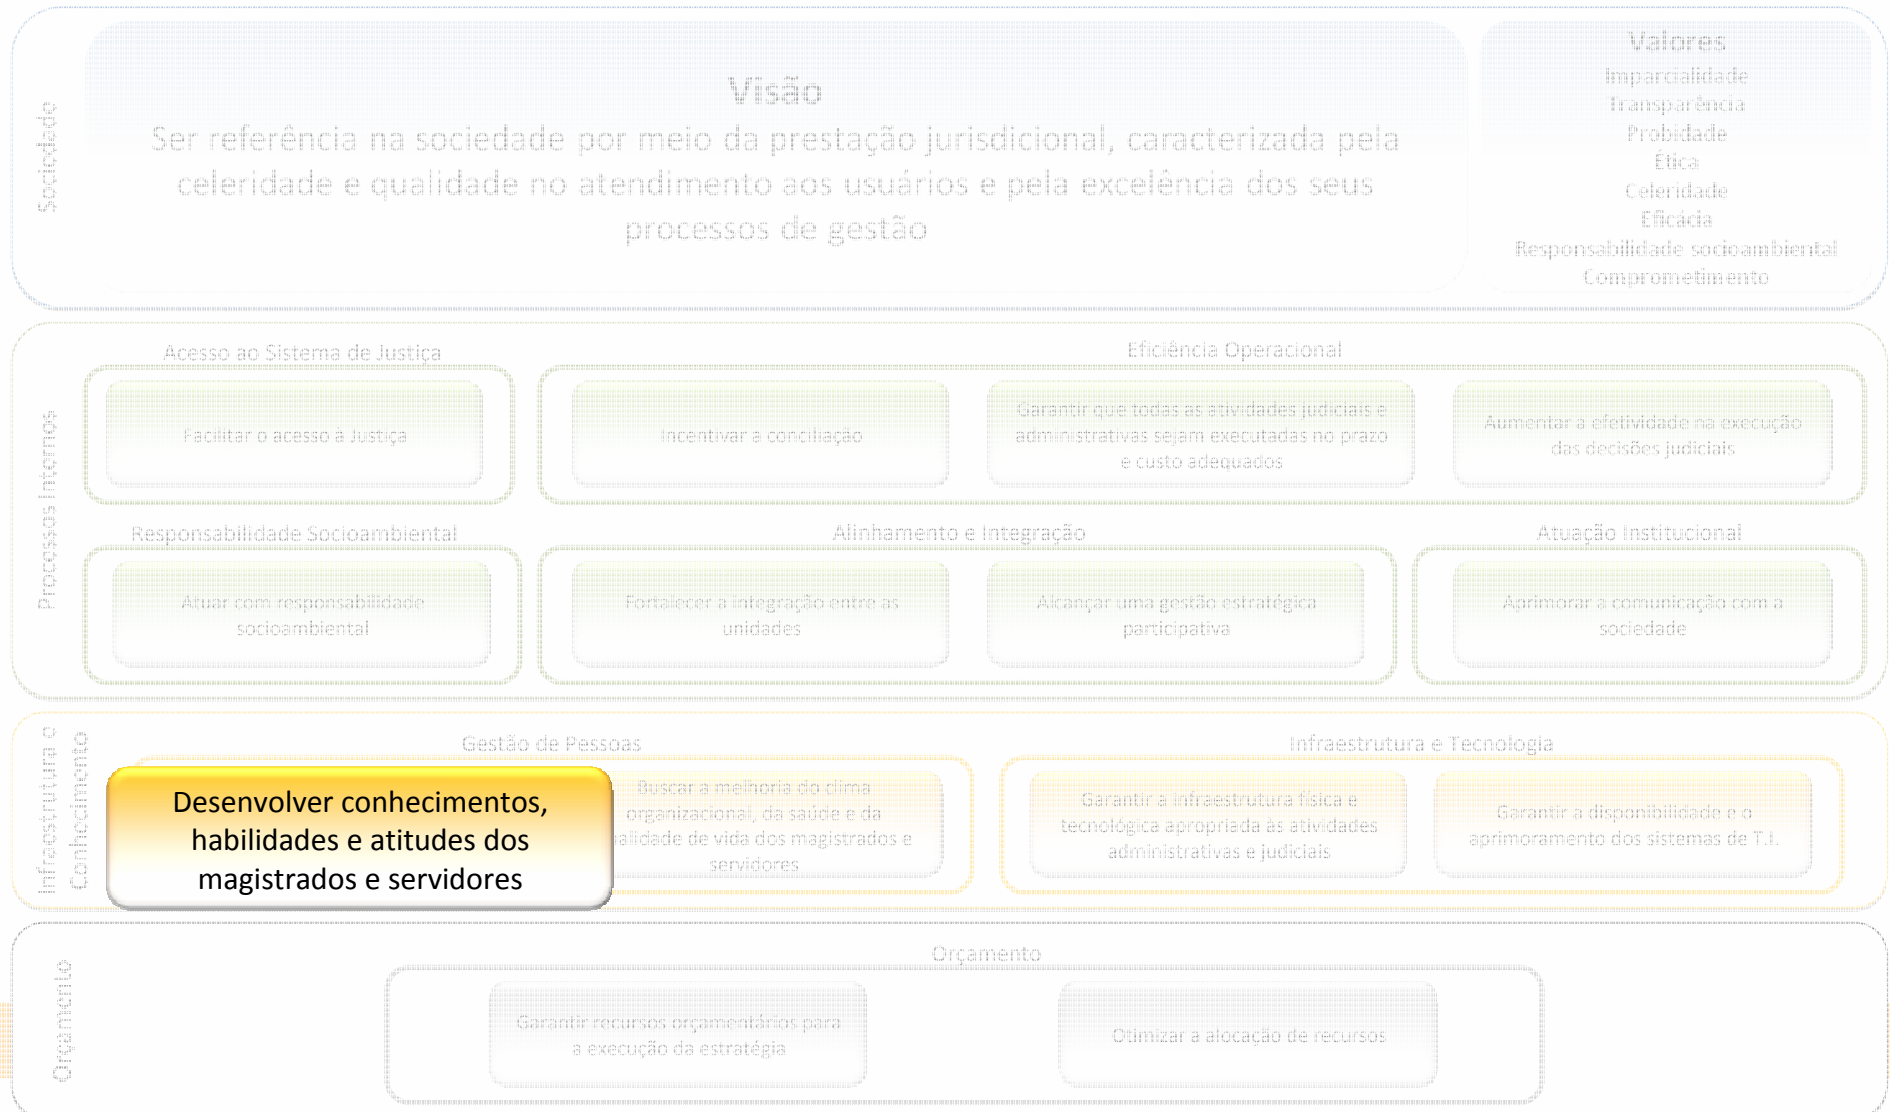 Sociedade
Visão
Ser referência na sociedade por meio da prestação jurisdicional, caracterizada pela
celeridade e qualidade no atendimento aos usuários e pela excelência dos seus
processos de gestão
Valores
Imparcialidade
Transparência
Probidade
Ética
Celeridade
Eficácia
Responsabilidade socioambiental
Comprometimento
processos Internos
Acesso ao Sistema de Justiça
Facilitar o acesso à Justiça
Eficiência Operacional
Incentivar a conciliação
Garantir que todas as atividades judiciais e
administrativas sejam executadas no prazo
e custo adequados
Aumentar a efetividade na execução
das decisões judiciais
Responsabilidade Socioambiental
Atuar com responsabilidade
socioambiental
Alinhamento e Integração
Fortalecer a integração entre as
unidades
Alcançar uma gestão estratégica
participativa
Atuação Institucional
Aprimorar a comunicação com a
sociedade
Infraestrutura e
Gestão de Pessoas
Desenvolver conhecimentos,
habilidades e atitudes dos
magistrados e servidores
Buscar a melhoria do clima
organizacional, da saúde e da
alidade de vida dos magistrados e
servidores
Infraestrutura e Tecnologia
Garantir a infraestrutura física e
tecnológica apropriada às atividades
administrativas e judiciais
Garantir a disponibilidade e o
aprimoramento dos sistemas de T.I.
Orçamento
Orçamento
Garantir recursos orçamentários para
a execução da estratégia
Otimizar a alocação de recursos